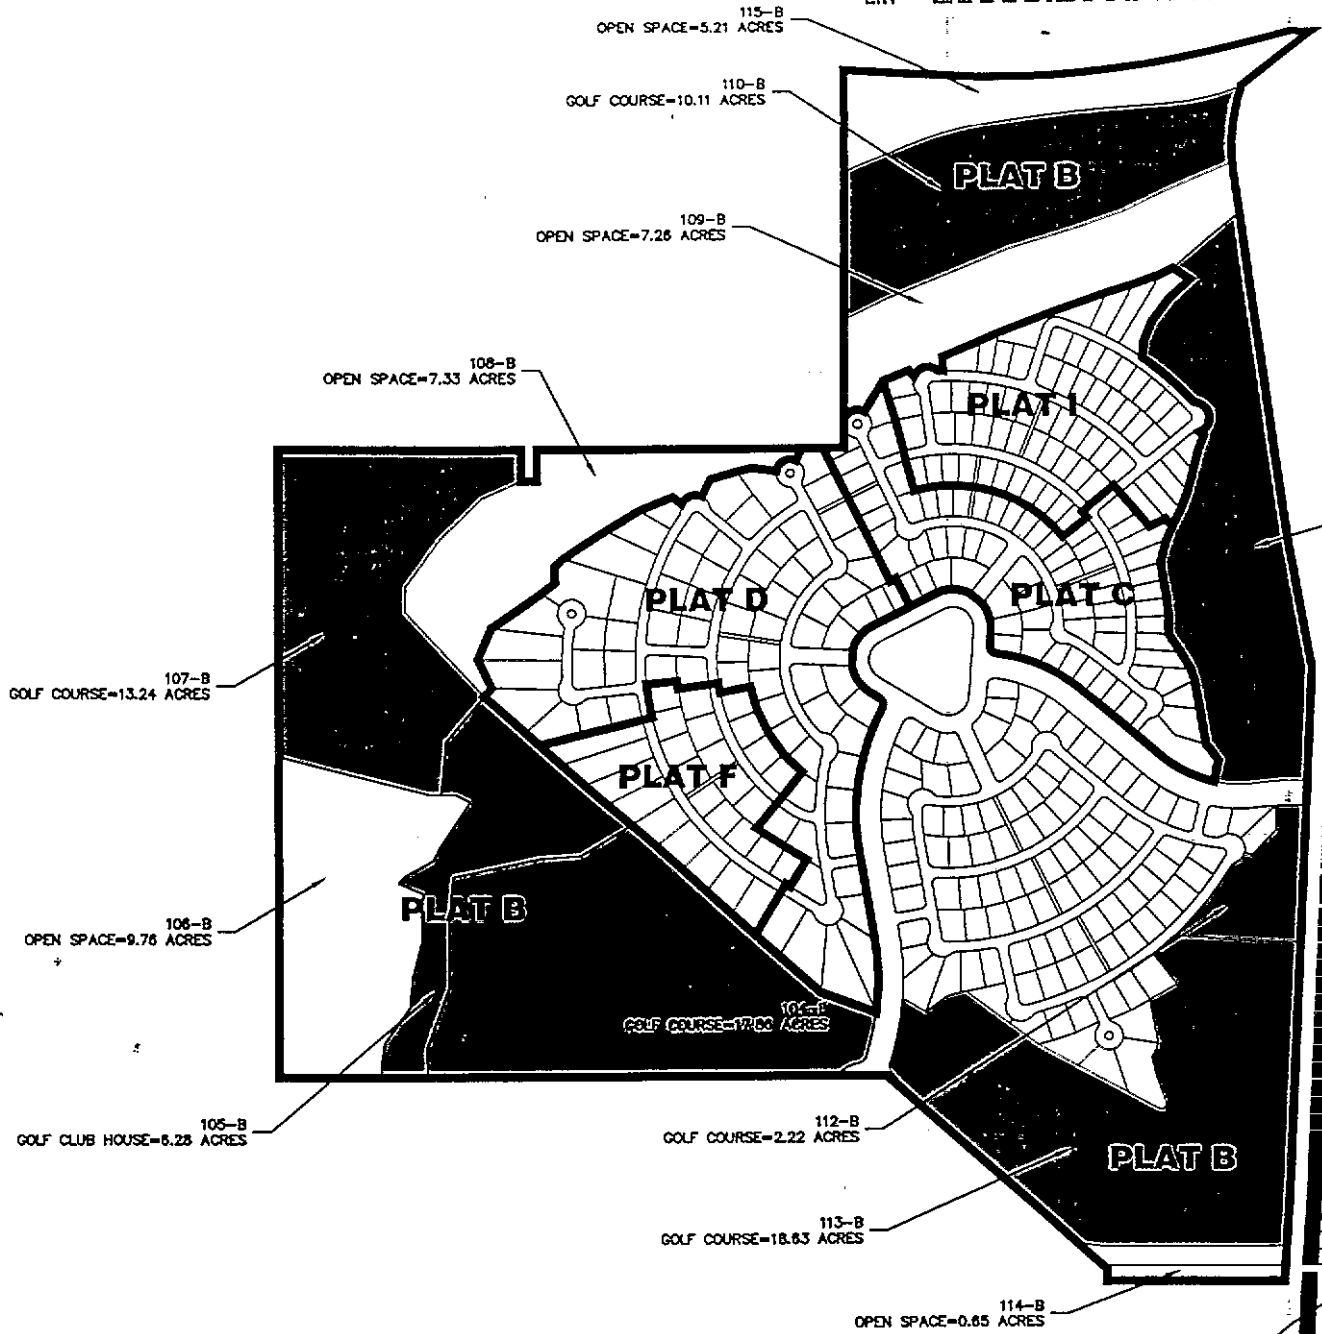 115-B
OPEN SPACE=5.21 ACRES
110-B
GOLF COURSE=10.11 ACRES
PLAT B
109-B
OPEN SPACE=7.26 ACRES
108-B
OPEN SPACE=7.33 ACRES
PLAT I
PLAT D
PLAT C
107-B
GOLF COURSE=13.24 ACRES
PLAT F
PLAT B
106-B
OPEN SPACE=9.76 ACRES
GOLF COURSE= ACRES
105-B
GOLF CLUB HOUSE=6.28 ACRES
112-B
GOLF COURSE=2.22 ACRES
PLAT B
113-B
GOLF COURSE=18.63 ACRES
114-B
OPEN SPACE=0.65 ACRES